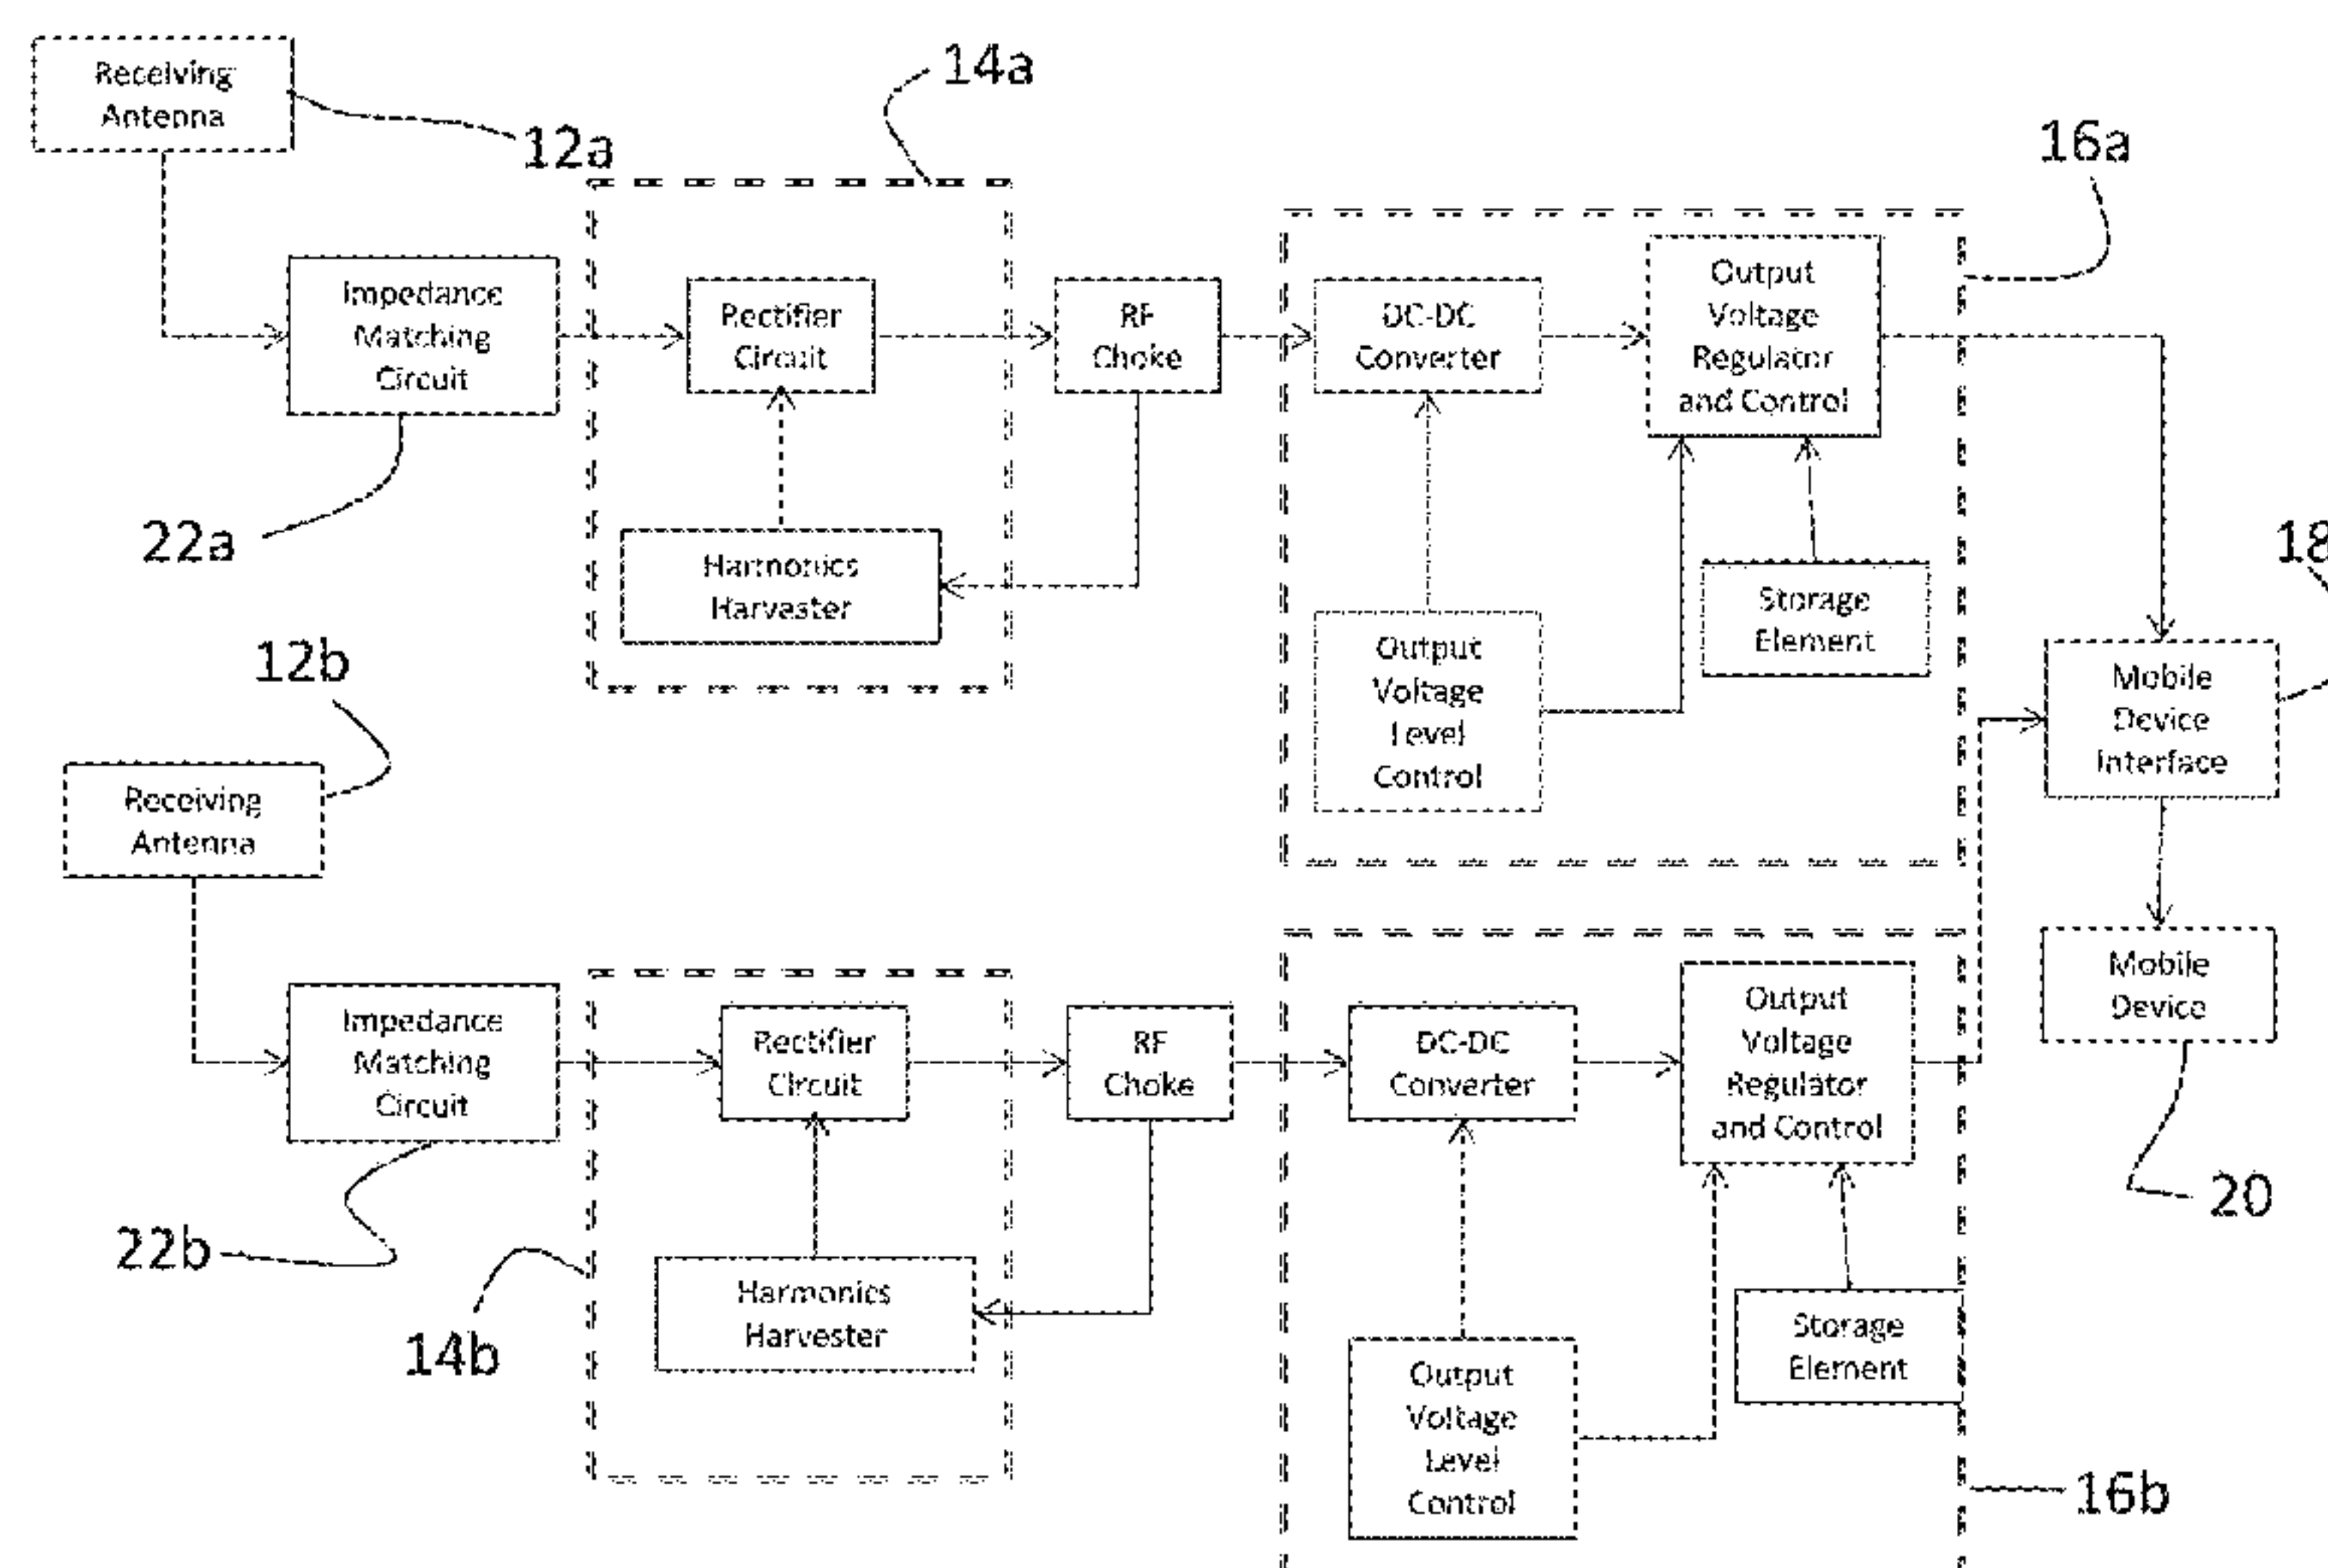 Receiving
Antenna
12a
14a
16a
Impedance
Matching
Circuit
22a
Rectifier
Circuit
RF
Choke
DC-DC
Converter
Output
Voltage
Regulator
and Control
Harmonics
Harvester
Output
Voltage
Level
Control
Storage
Element
18
Mobile
Device
Interface
12b
Receiving
Antenna
Mobile
Device
20
Impedance
Matching
Circuit
22b
Rectifier
Circuit
RF
Choke
DC-DC
Converter
Output
Voltage
Regulator
and Control
14b
Harmonics
Harvester
Output
Voltage
Level
Control
Storage
Element
16b